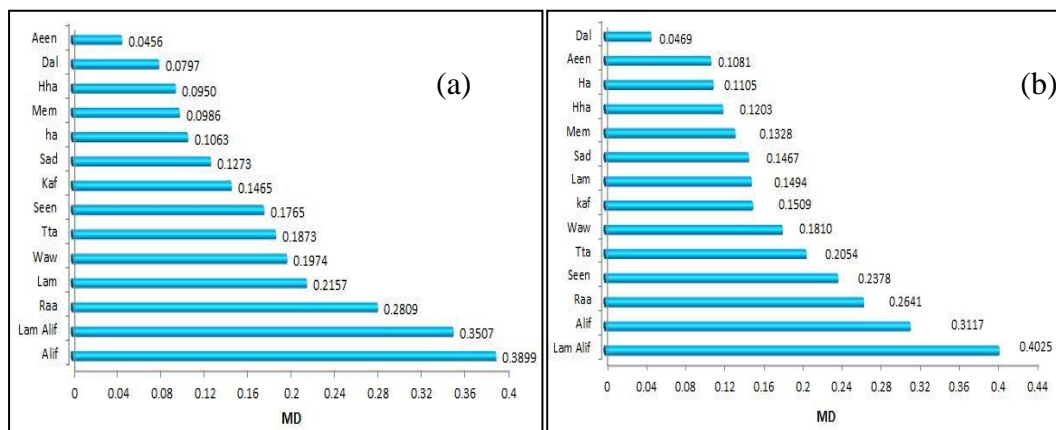 (a)
Aeen 0.0456
Dal 0.0797
Hha 0.0950
Mem 0.0986
ha 0.1063
Sad 0.1273
Kaf 0.1465
Seen 0.1765
Tta 0.1873
Waw 0.1974
Lam 0.2157
Raa 0.2809
Lam Alif 0.3507
Alif 0.3899
0 0.04 0.08 0.12 0.16 0.2 0.24 0.28 0.32 0.36 0.4
MD
(b)
Dal 0.0469
Aeen 0.1081
Ha 0.1105
Hha 0.1203
Mem 0.1328
Sad 0.1467
Lam 0.1494
kaf 0.1509
Waw 0.1810
Tta 0.2054
Seen 0.2378
Raa 0.2641
Alif 0.3117
Lam Alif 0.4025
0 0.04 0.08 0.12 0.16 0.2 0.24 0.28 0.32 0.36 0.4 0.44
MD